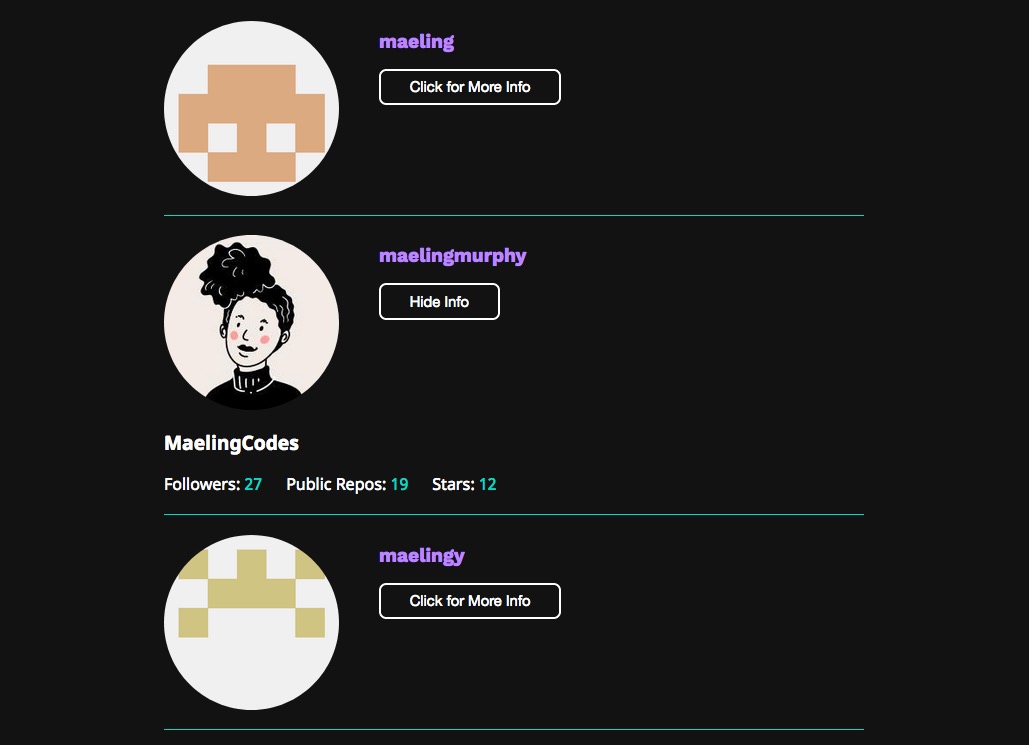 maeling
Click for More Info
maelingmurphy
Hide Info
MaelingCodes
Followers: 27 Public Repos: 19 Stars: 12
maelingy
Click for More Info